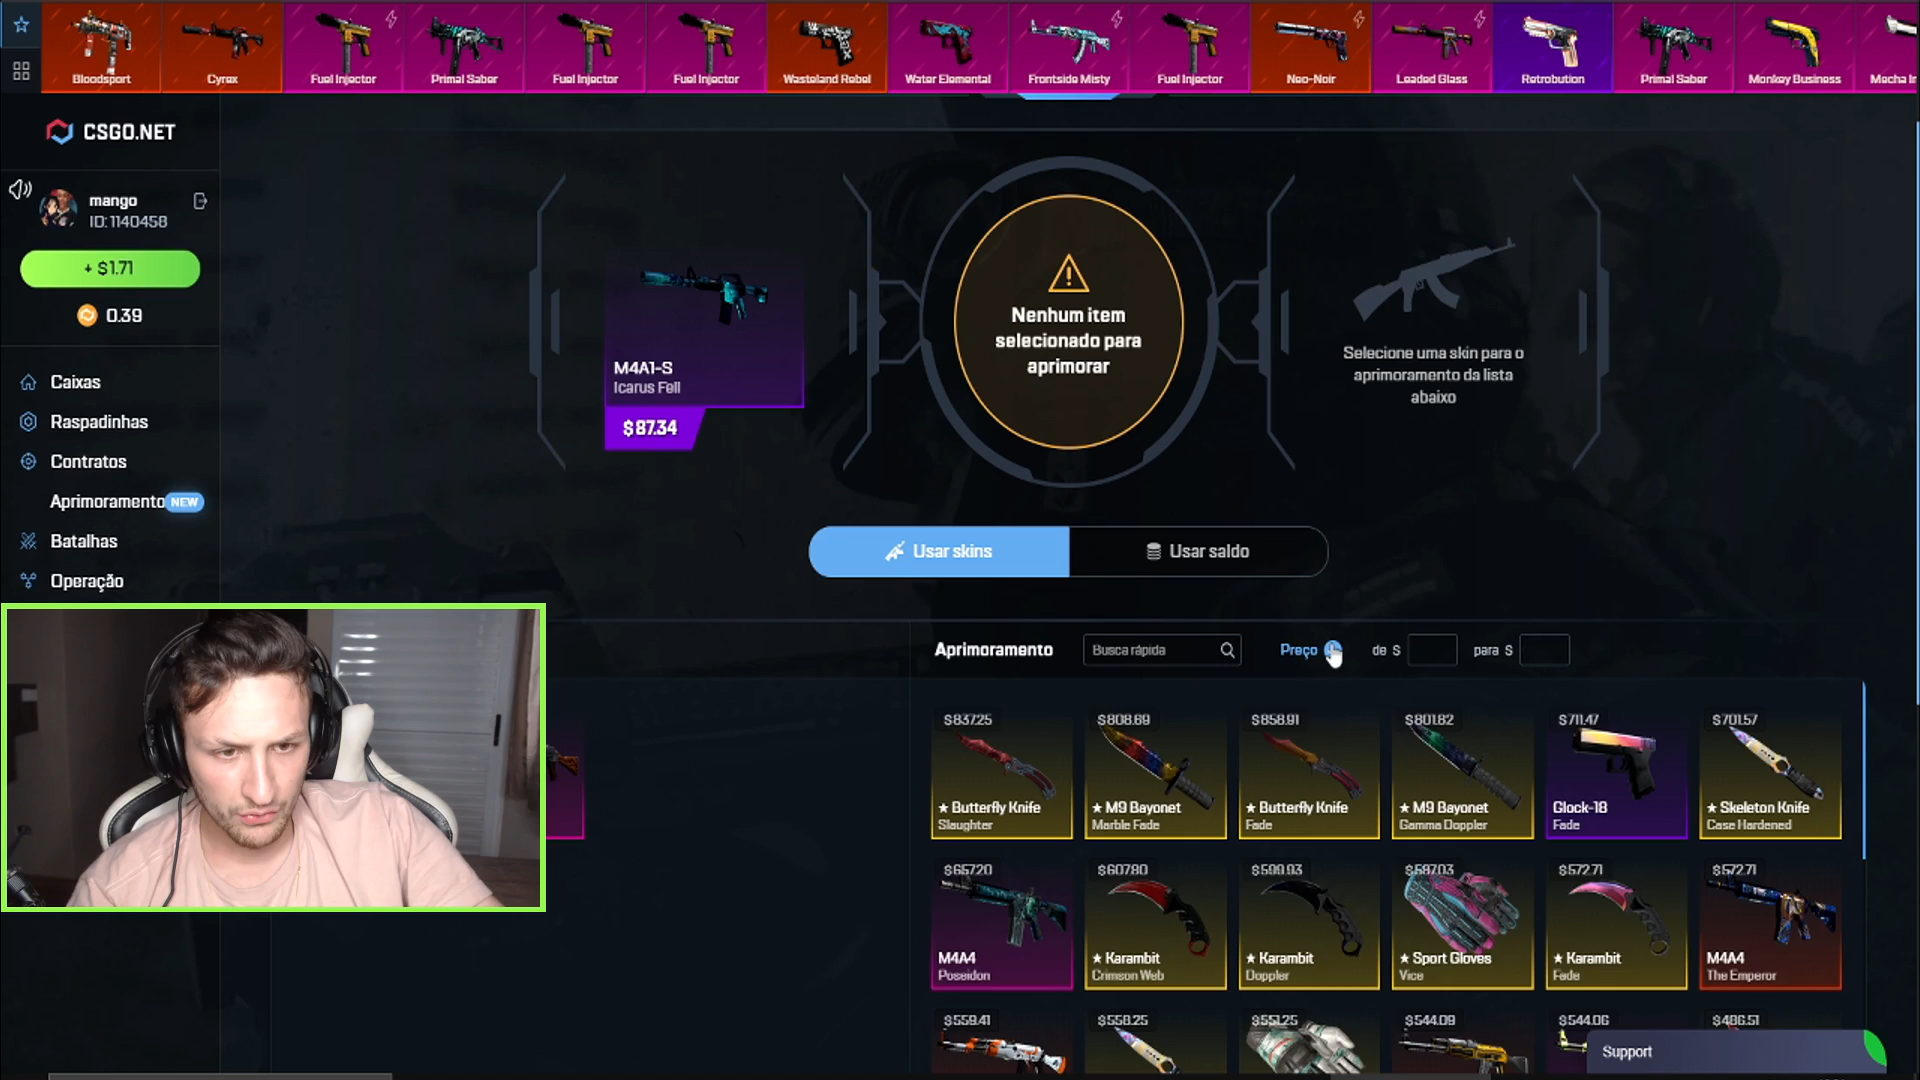 Bloodsport
Cyrex
Fuel Injector
Primal Saber
Fuel Injector
Fuel Injector
Wasteland Rebel
Water Elemental
Frontside Misty
Fuel Injector
Neo-Noir
Leaded Glass
Retrobution
Primal Saber
Monkey Business
Mecha In
CSGO.NET
mango
ID:1140458
+ $1.71
0.39
Caixas
Raspadinhas
Contratos
Aprimoramento NEW
Batalhas
Operação
M4A1-S
Icarus Fell
$87.34
Nenhum item
selecionado para
aprimorar
Selecione uma skin para o
aprimoramento da lista
abaixo
Usar skins
Usar saldo
Aprimoramento
Busca rápida
Preço
de $
para $
$837.25
★ Butterfly Knife
Slaughter
$808.69
★ M9 Bayonet
Marble Fade
$858.91
★ Butterfly Knife
Fade
$801.82
★ M9 Bayonet
Gamma Doppler
$711.47
Glock-18
Fade
$701.57
★ Skeleton Knife
Case Hardened
$657.20
M4A4
Poseidon
$607.80
★ Karambit
Crimson Web
$599.93
★ Karambit
Doppler
$587.03
★ Sport Gloves
Vice
$572.71
★ Karambit
Fade
$572.71
M4A4
The Emperor
$559.41
$558.25
$551.25
$544.09
$544.06
$486.51
Support